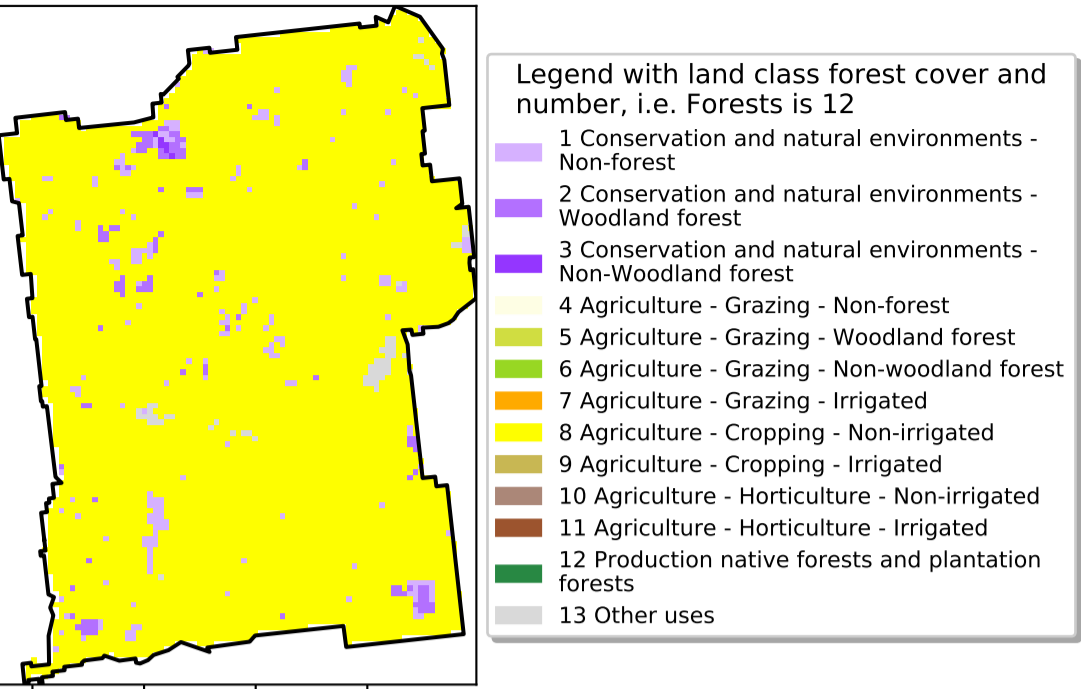 Legend with land class forest cover and
number, i.e. Forests is 12
1 Conservation and natural environments -
Non-forest
2 Conservation and natural environments -
Woodland forest
3 Conservation and natural environments -
Non-Woodland forest
4 Agriculture - Grazing - Non-forest
5 Agriculture - Grazing - Woodland forest
6 Agriculture - Grazing - Non-woodland forest
7 Agriculture - Grazing - Irrigated
8 Agriculture - Cropping - Non-irrigated
9 Agriculture - Cropping - Irrigated
10 Agriculture - Horticulture - Non-irrigated
11 Agriculture - Horticulture - Irrigated
12 Production native forests and plantation
forests
13 Other uses